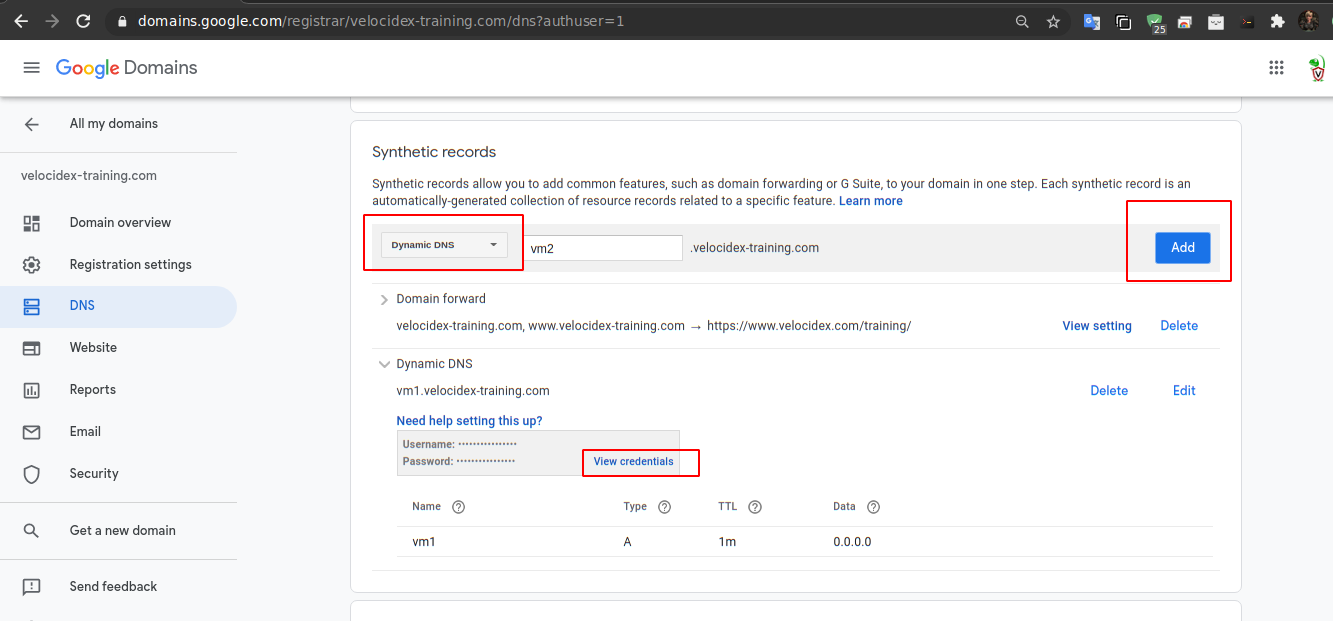 domains.google.com/registrar/velocidex-training.com/dns?authuser=1
25
Google Domains
All my domains
velocidex-training.com
Domain overview
Registration settings
DNS
Website
Reports
Email
Security
Get a new domain
Send feedback
Synthetic records
Synthetic records allow you to add common features, such as domain forwarding or G Suite, to your domain in one step. Each synthetic record is an
automatically-generated collection of resource records related to a specific feature. Learn more
Dynamic DNS vm2 .velocidex-training.com Add
Domain forward
velocidex-training.com, www.velocidex-training.com → https://www.velocidex.com/training/ View setting Delete
Dynamic DNS
vm1.velocidex-training.com Delete Edit
Need help setting this up?
Username: ••••••••••••••••
Password: ••••••••••••••••
View credentials
Name Type TTL Data
vm1 A 1m 0.0.0.0